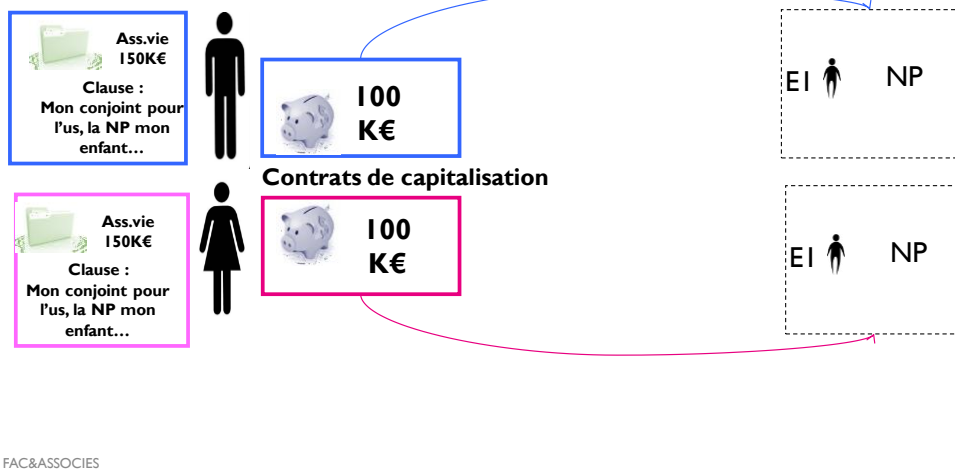 Ass.vie
150K€
Clause :
Mon conjoint pour
l'us, la NP mon
enfant…
100
K€
E1
NP
Contrats de capitalisation
Ass.vie
150K€
Clause :
Mon conjoint pour
l'us, la NP mon
enfant…
100
K€
E1
NP
FAC&ASSOCIES